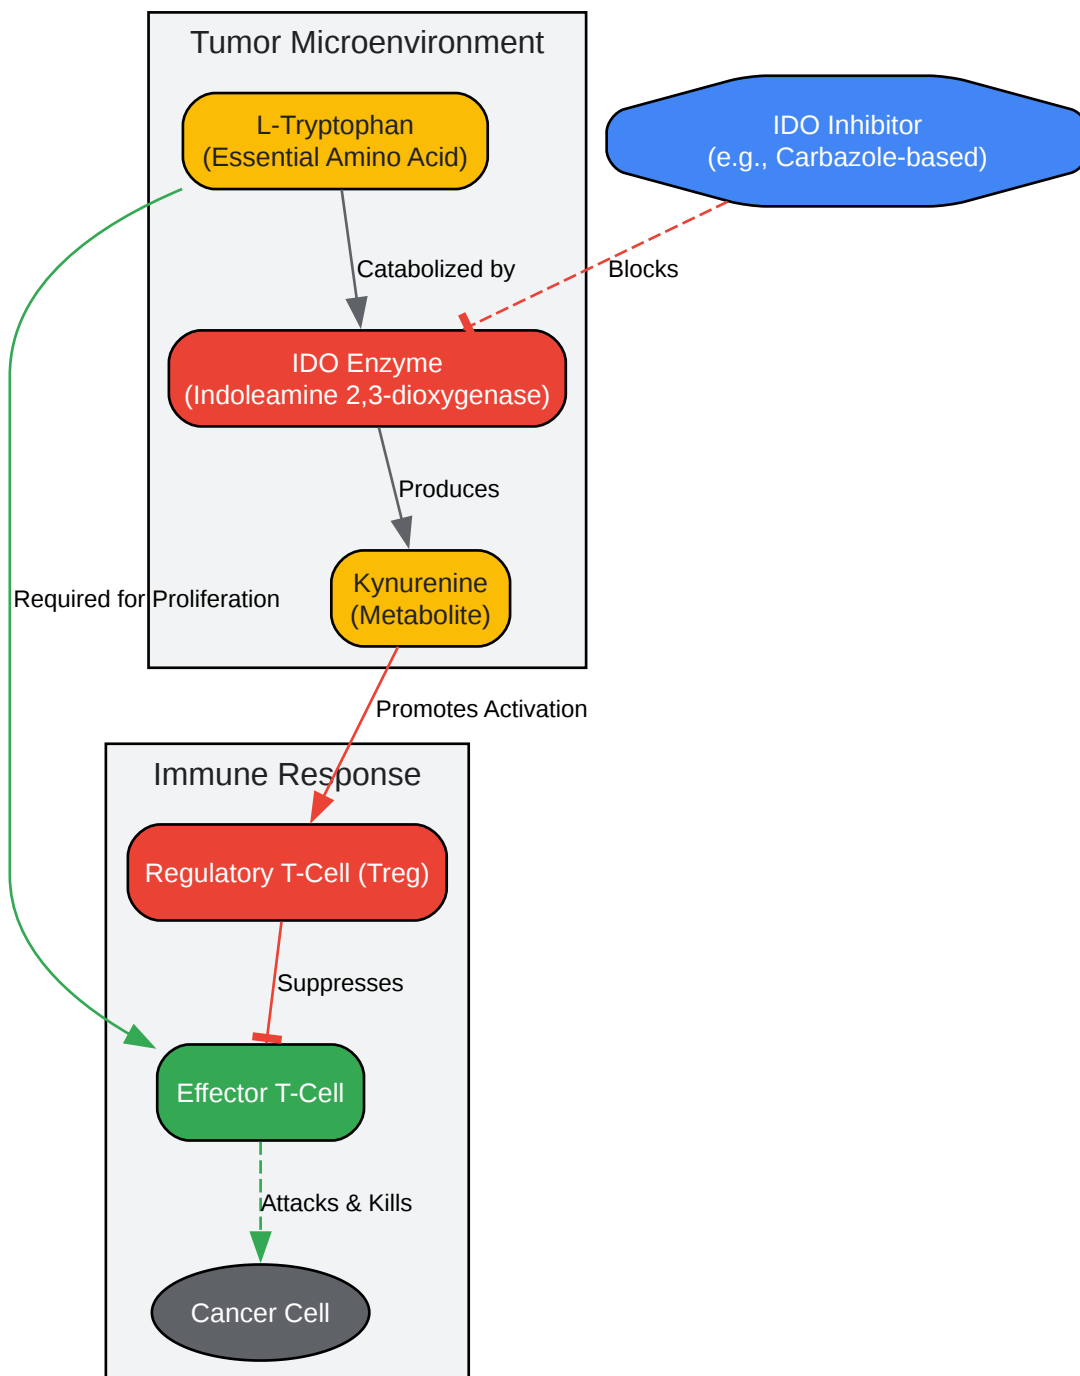 Tumor Microenvironment
L-Tryptophan
(Essential Amino Acid)
IDO Inhibitor
(e.g., Carbazole-based)
Catabolized by
Blocks
IDO Enzyme
(Indoleamine 2,3-dioxygenase)
Produces
Kynurenine
(Metabolite)
Required for Proliferation
Promotes Activation
Immune Response
Regulatory T-Cell (Treg)
Suppresses
Effector T-Cell
Attacks & Kills
Cancer Cell